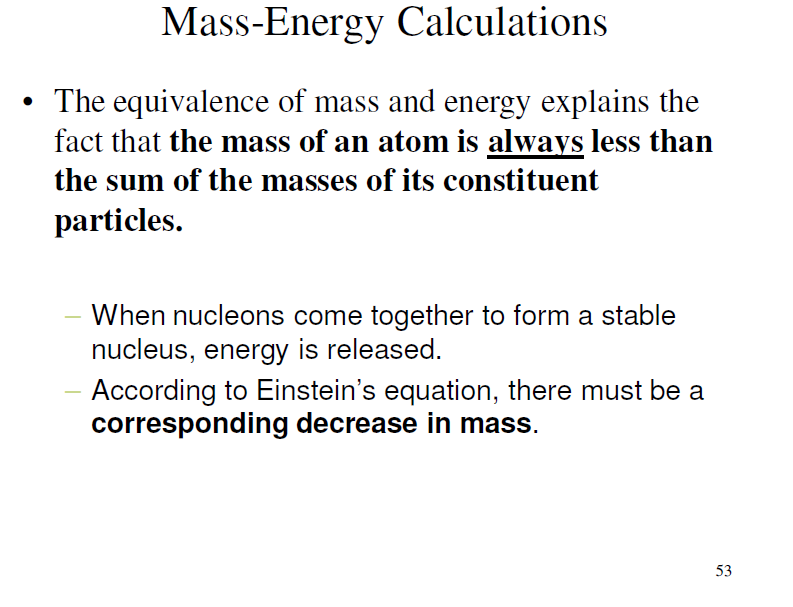 Mass-Energy Calculations
• The equivalence of mass and energy explains the
fact that the mass of an atom is always less than
the sum of the masses of its constituent
particles.
– When nucleons come together to form a stable
nucleus, energy is released.
– According to Einstein's equation, there must be a
corresponding decrease in mass.
53